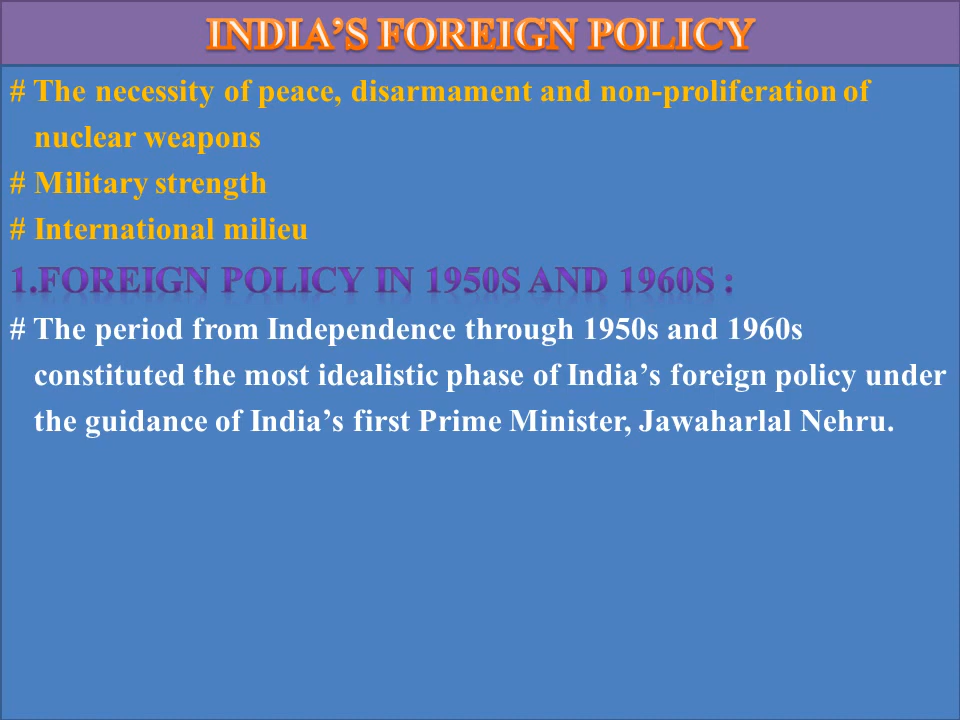 INDIA’S FOREIGN POLICY
# The necessity of peace, disarmament and non-proliferation of
nuclear weapons
# Military strength
# International milieu
1.FOREIGN POLICY IN 1950S AND 1960S :
# The period from Independence through 1950s and 1960s
constituted the most idealistic phase of India’s foreign policy under
the guidance of India’s first Prime Minister, Jawaharlal Nehru.